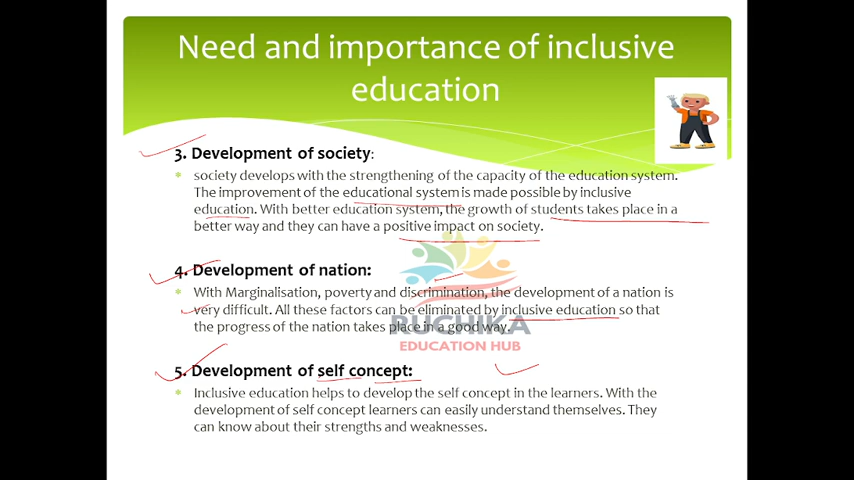 Need and importance of inclusive
education
3. Development of society:
society develops with the strengthening of the capacity of the education system.
The improvement of the educational system is made possible by inclusive
education. With better education system, the growth of students takes place in a
better way and they can have a positive impact on society.
4. Development of nation:
With Marginalisation, poverty and discrimination, the development of a nation is
very difficult. All these factors can be eliminated by inclusive education so that
the progress of the nation takes place in a good way.
RUCHIKA
EDUCATION HUB
5. Development of self concept:
Inclusive education helps to develop the self concept in the learners. With the
development of self concept learners can easily understand themselves. They
can know about their strengths and weaknesses.